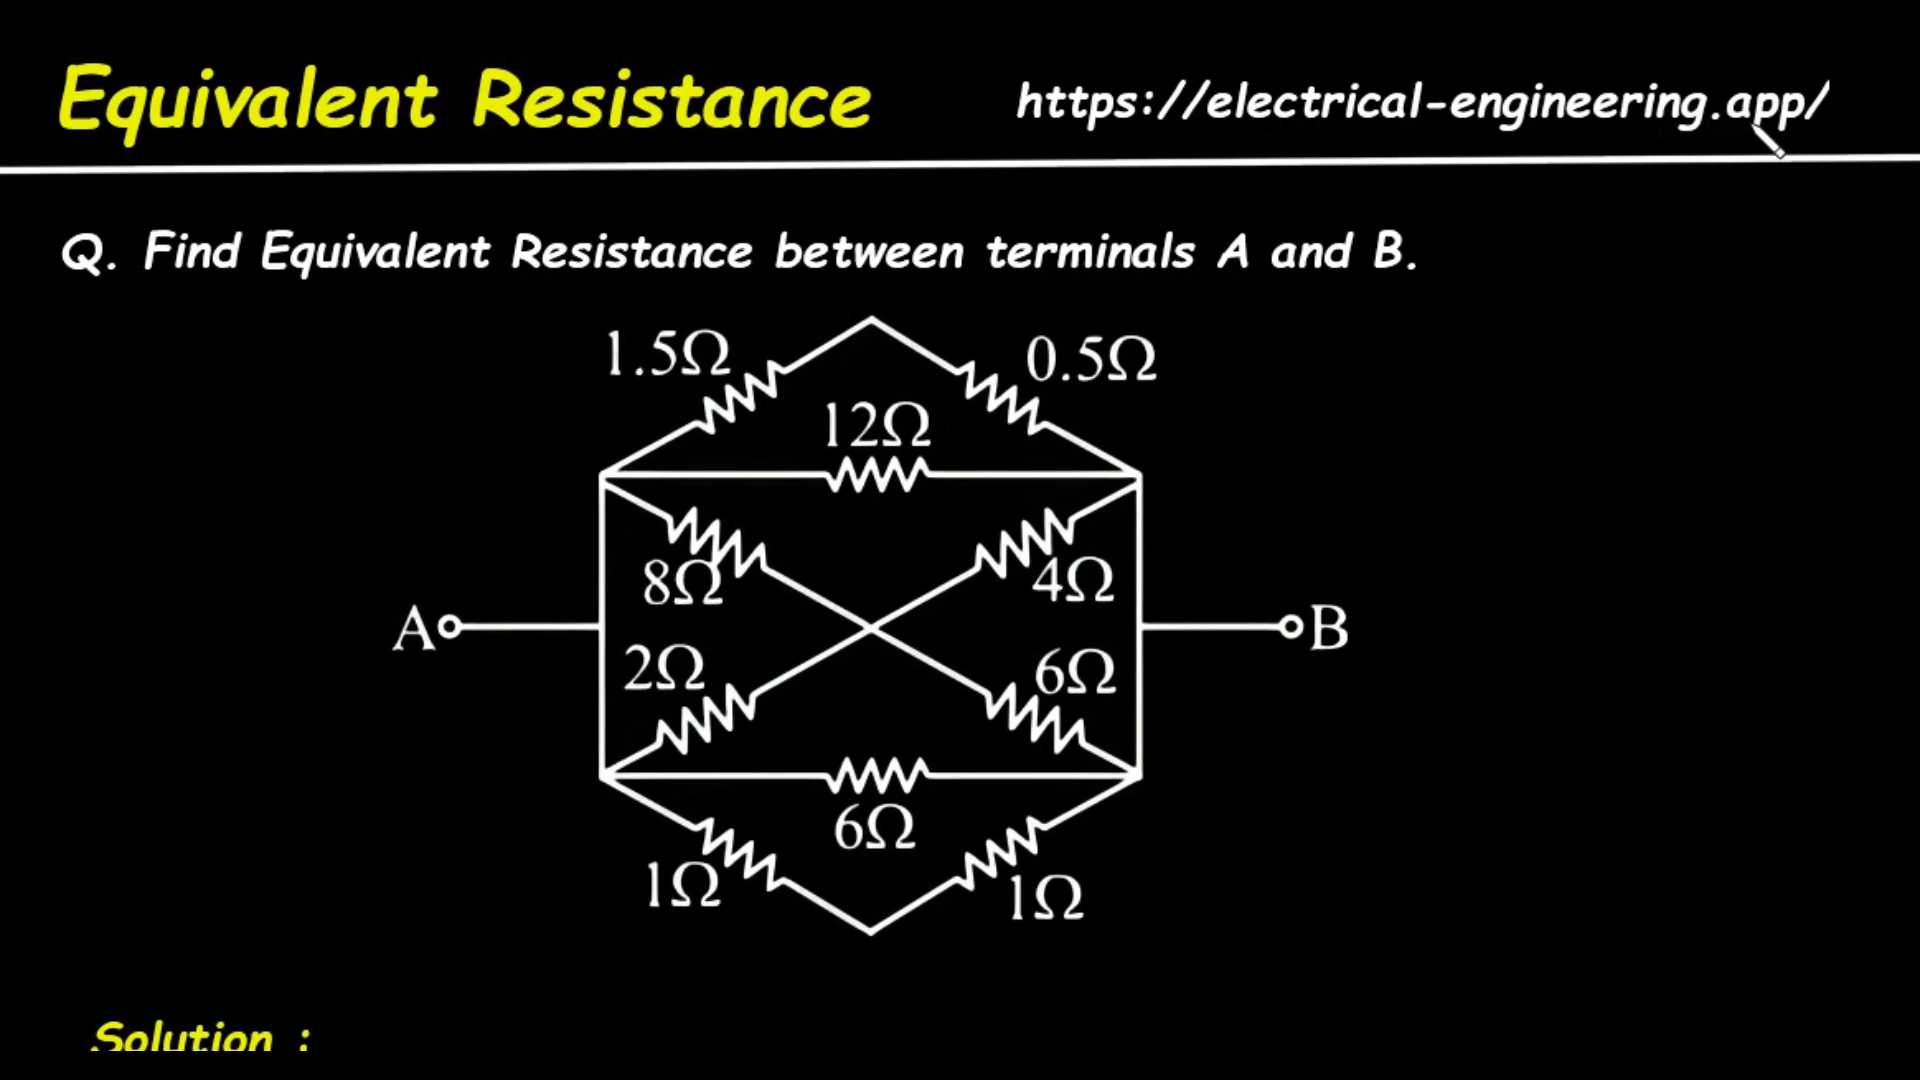 Equivalent Resistance
https://electrical-engineering.app/
Q. Find Equivalent Resistance between terminals A and B.
1.5Ω
0.5Ω
12Ω
8Ω
4Ω
A
B
2Ω
6Ω
6Ω
1Ω
1Ω
Solution :